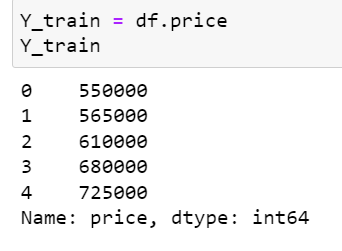 Y_train = df.price
Y_train
0    550000
1    565000
2    610000
3    680000
4    725000
Name: price, dtype: int64